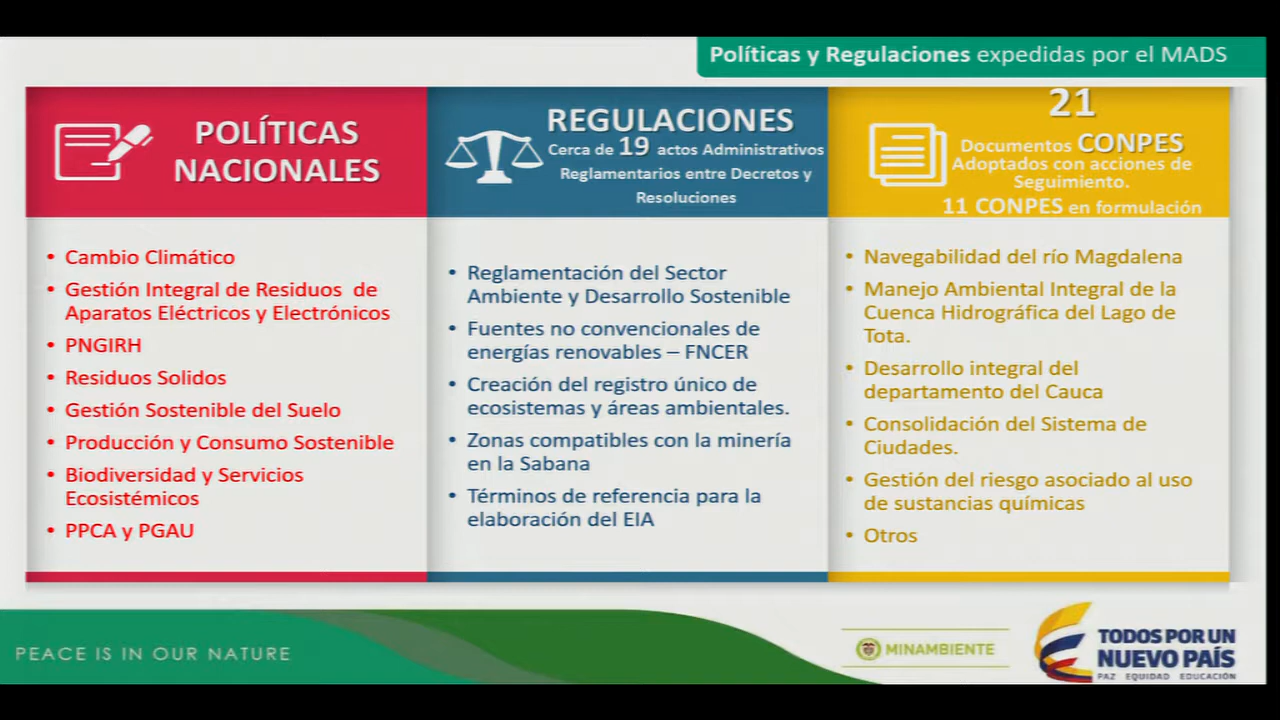 Políticas y Regulaciones expedidas por el MADS
POLÍTICAS
NACIONALES
• Cambio Climático
• Gestión Integral de Residuos de
Aparatos Eléctricos y Electrónicos
• PNGIRH
• Residuos Solidos
• Gestión Sostenible del Suelo
• Producción y Consumo Sostenible
• Biodiversidad y Servicios
Ecosistémicos
• PPCA y PGAU
REGULACIONES
Cerca de 19 actos Administrativos
Reglamentarios entre Decretos y
Resoluciones
• Reglamentación del Sector
Ambiente y Desarrollo Sostenible
• Fuentes no convencionales de
energías renovables – FNCER
• Creación del registro único de
ecosistemas y áreas ambientales.
• Zonas compatibles con la minería
en la Sabana
• Términos de referencia para la
elaboración del EIA
21
Documentos CONPES
Adoptados con acciones de
Seguimiento.
11 CONPES en formulación
• Navegabilidad del río Magdalena
• Manejo Ambiental Integral de la
Cuenca Hidrográfica del Lago de
Tota.
• Desarrollo integral del
departamento del Cauca
• Consolidación del Sistema de
Ciudades.
• Gestión del riesgo asociado al uso
de sustancias químicas
• Otros
PEACE IS IN OUR NATURE
MINAMBIENTE
TODOS POR UN
NUEVO PAÍS
PAZ EQUIDAD EDUCACIÓN